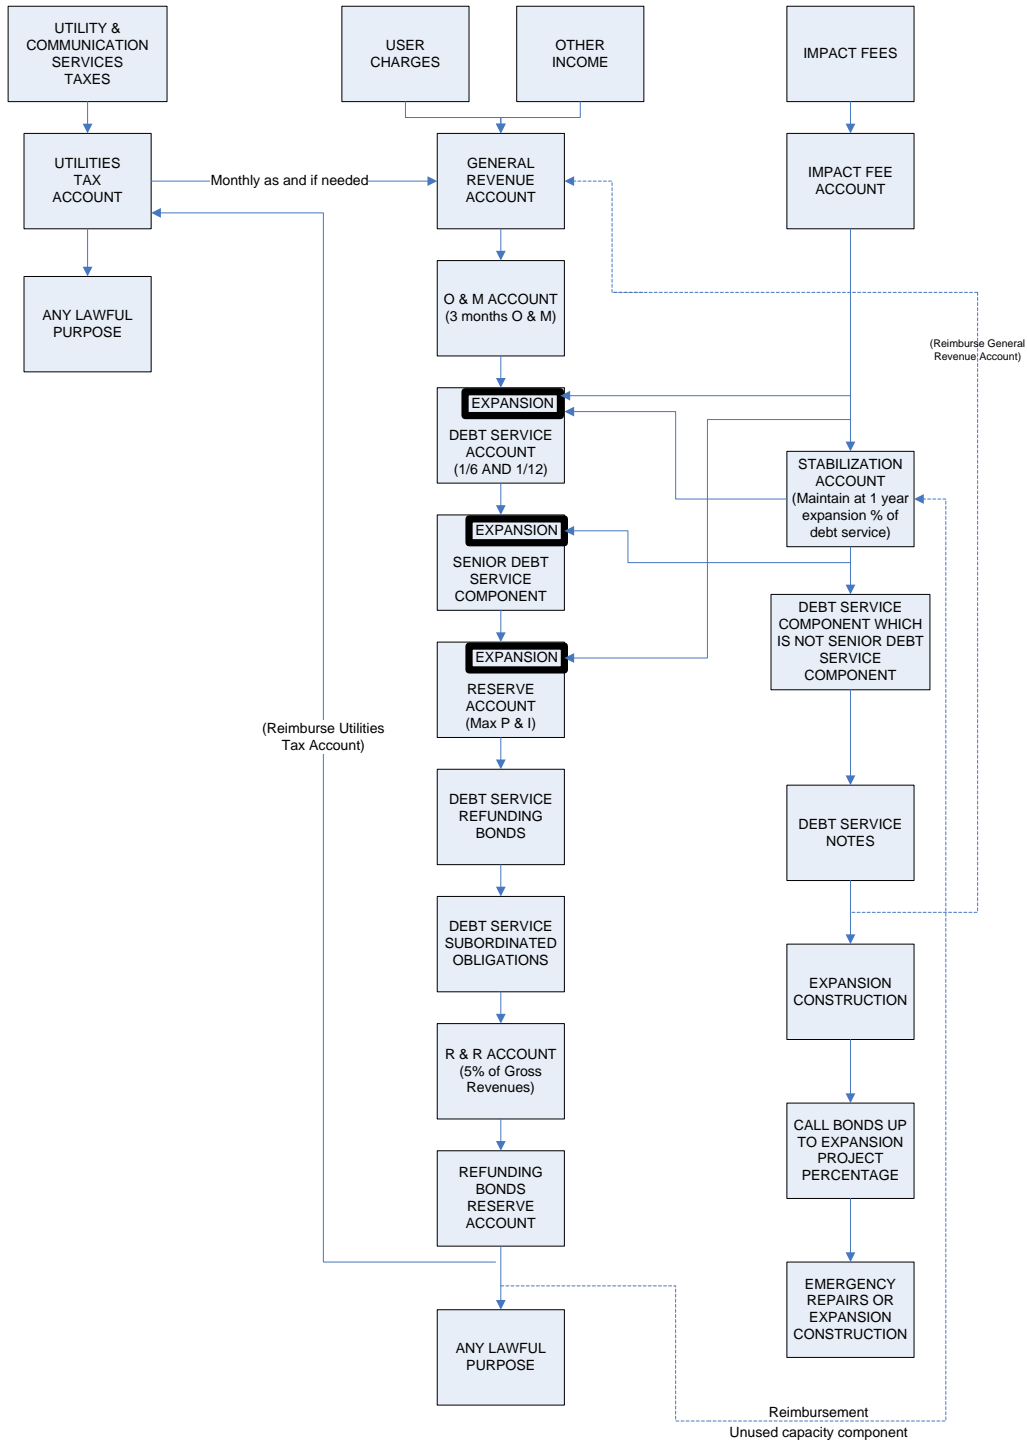 UTILITY &
COMMUNICATION
SERVICES
TAXES
USER
CHARGES
OTHER
INCOME
IMPACT FEES
UTILITIES
TAX
ACCOUNT
Monthly as and if needed
GENERAL
REVENUE
ACCOUNT
IMPACT FEE
ACCOUNT
ANY LAWFUL
PURPOSE
O & M ACCOUNT
(3 months O & M)
(Reimburse General
Revenue Account)
EXPANSION
DEBT SERVICE
ACCOUNT
(1/6 AND 1/12)
STABILIZATION
ACCOUNT
(Maintain at 1 year
expansion % of
debt service)
EXPANSION
SENIOR DEBT
SERVICE
COMPONENT
DEBT SERVICE
COMPONENT WHICH
IS NOT SENIOR DEBT
SERVICE
COMPONENT
EXPANSION
RESERVE
ACCOUNT
(Max P & I)
(Reimburse Utilities
Tax Account)
DEBT SERVICE
REFUNDING
BONDS
DEBT SERVICE
NOTES
DEBT SERVICE
SUBORDINATED
OBLIGATIONS
EXPANSION
CONSTRUCTION
R & R ACCOUNT
(5% of Gross
Revenues)
CALL BONDS UP
TO EXPANSION
PROJECT
PERCENTAGE
REFUNDING
BONDS
RESERVE
ACCOUNT
EMERGENCY
REPAIRS OR
EXPANSION
CONSTRUCTION
ANY LAWFUL
PURPOSE
Reimbursement
Unused capacity component